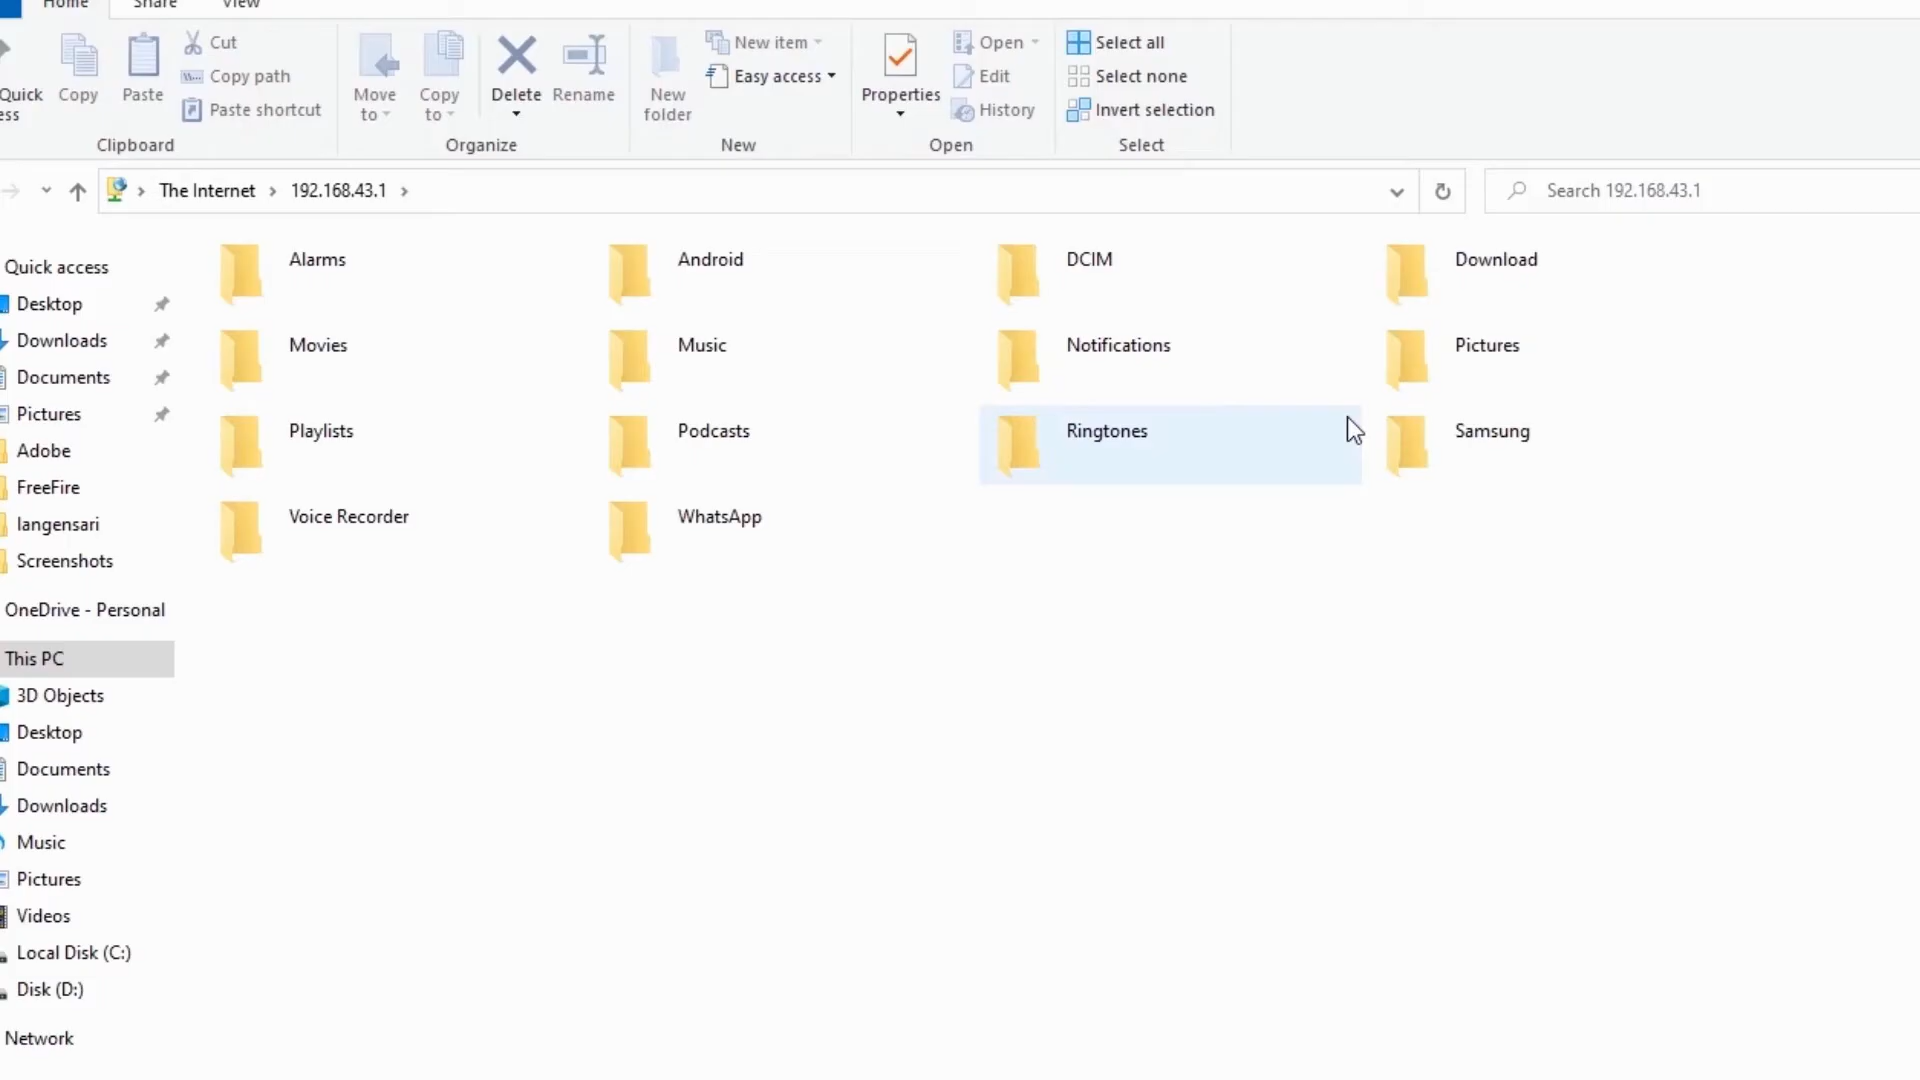 Home Share View
Quick
ess
Copy
Paste
Cut
Copy path
Paste shortcut
Clipboard
Move
to
Copy
to
Delete
Rename
Organize
New
folder
New item
Easy access
New
Properties
Open
Edit
History
Open
Select all
Select none
Invert selection
Select
The Internet 192.168.43.1
Search 192.168.43.1
Quick access
Desktop
Downloads
Documents
Pictures
Adobe
FreeFire
langensari
Screenshots
OneDrive - Personal
This PC
3D Objects
Desktop
Documents
Downloads
Music
Pictures
Videos
Local Disk (C:)
Disk (D:)
Network
Alarms
Android
DCIM
Download
Movies
Music
Notifications
Pictures
Playlists
Podcasts
Ringtones
Samsung
Voice Recorder
WhatsApp